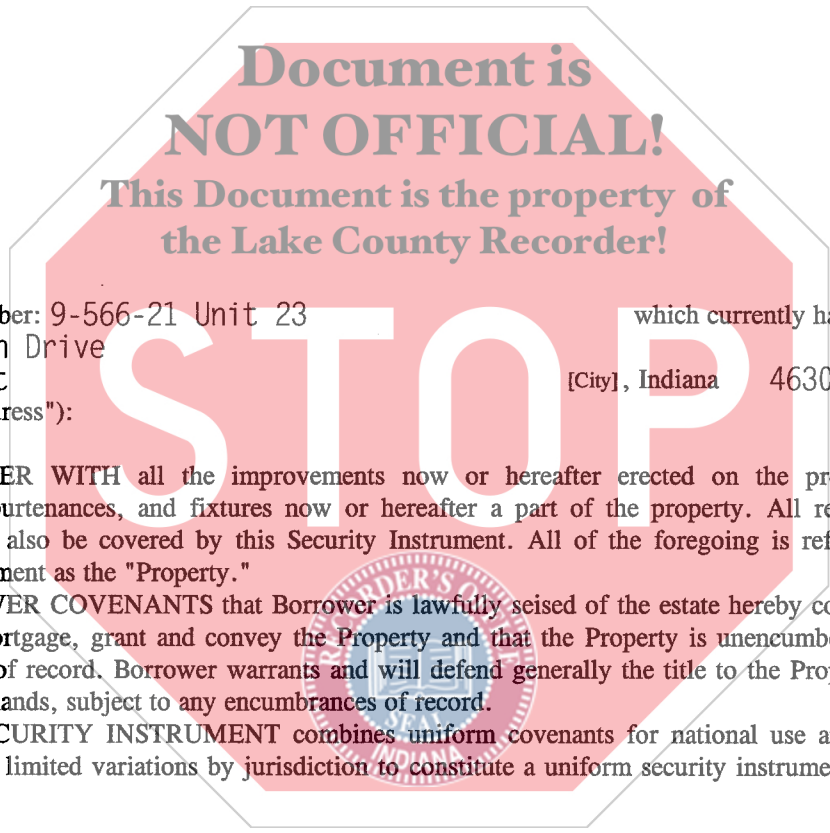 Document is
NOT OFFICIAL!
This Document is the property of
the Lake County Recorder!
ber: 9-566-21 Unit 23 which currently ha
n Drive
[City], Indiana 4630
ress"):
STOP
ER WITH all the improvements now or hereafter erected on the pr
urtenances, and fixtures now or hereafter a part of the property. All re
also be covered by this Security Instrument. All of the foregoing is ref
ment as the "Property."
VER COVENANTS that Borrower is lawfully seised of the estate hereby co
ortgage, grant and convey the Property and that the Property is unencumb
of record. Borrower warrants and will defend generally the title to the Prop
ands, subject to any encumbrances of record.
CURITY INSTRUMENT combines uniform covenants for national use a
limited variations by jurisdiction to constitute a uniform security instrume
RECORDER'S OFFICE
SEAL
INDIANA